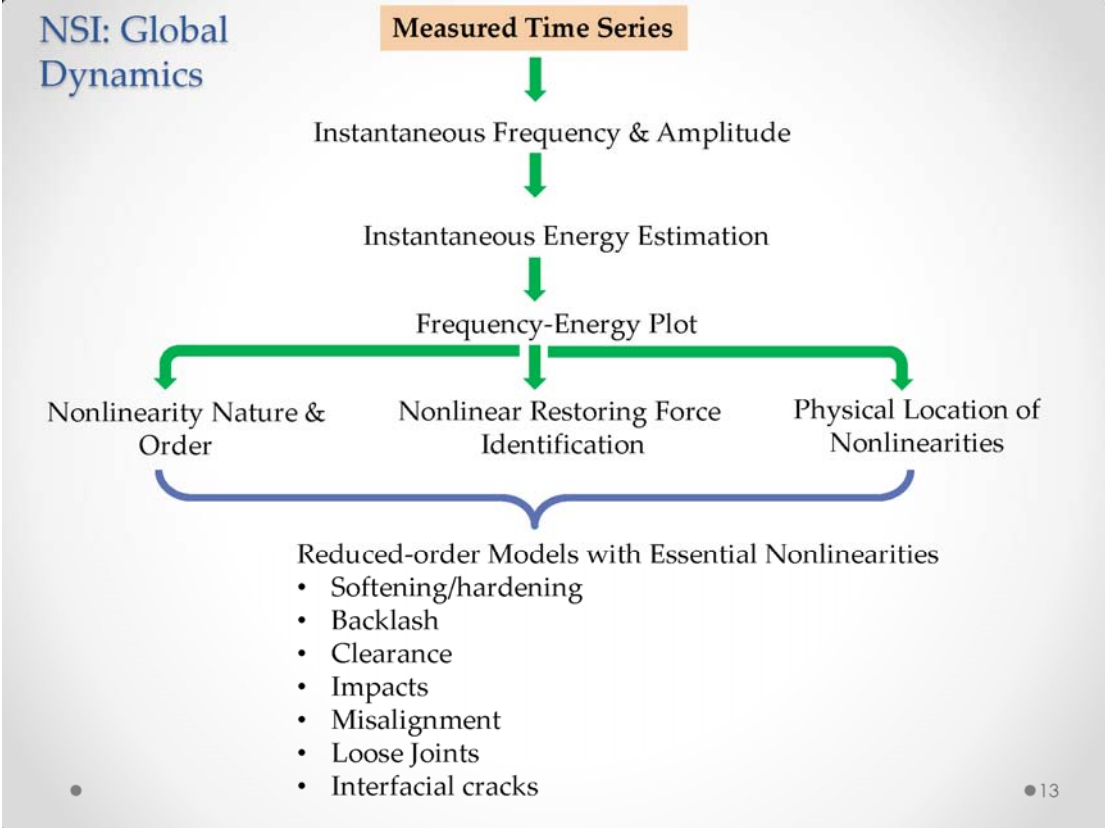 NSI: Global
Dynamics
Measured Time Series
Instantaneous Frequency & Amplitude
Instantaneous Energy Estimation
Frequency-Energy Plot
Nonlinearity Nature &
Order
Nonlinear Restoring Force
Identification
Physical Location of
Nonlinearities
Reduced-order Models with Essential Nonlinearities
• Softening/hardening
• Backlash
• Clearance
• Impacts
• Misalignment
• Loose Joints
• Interfacial cracks
13